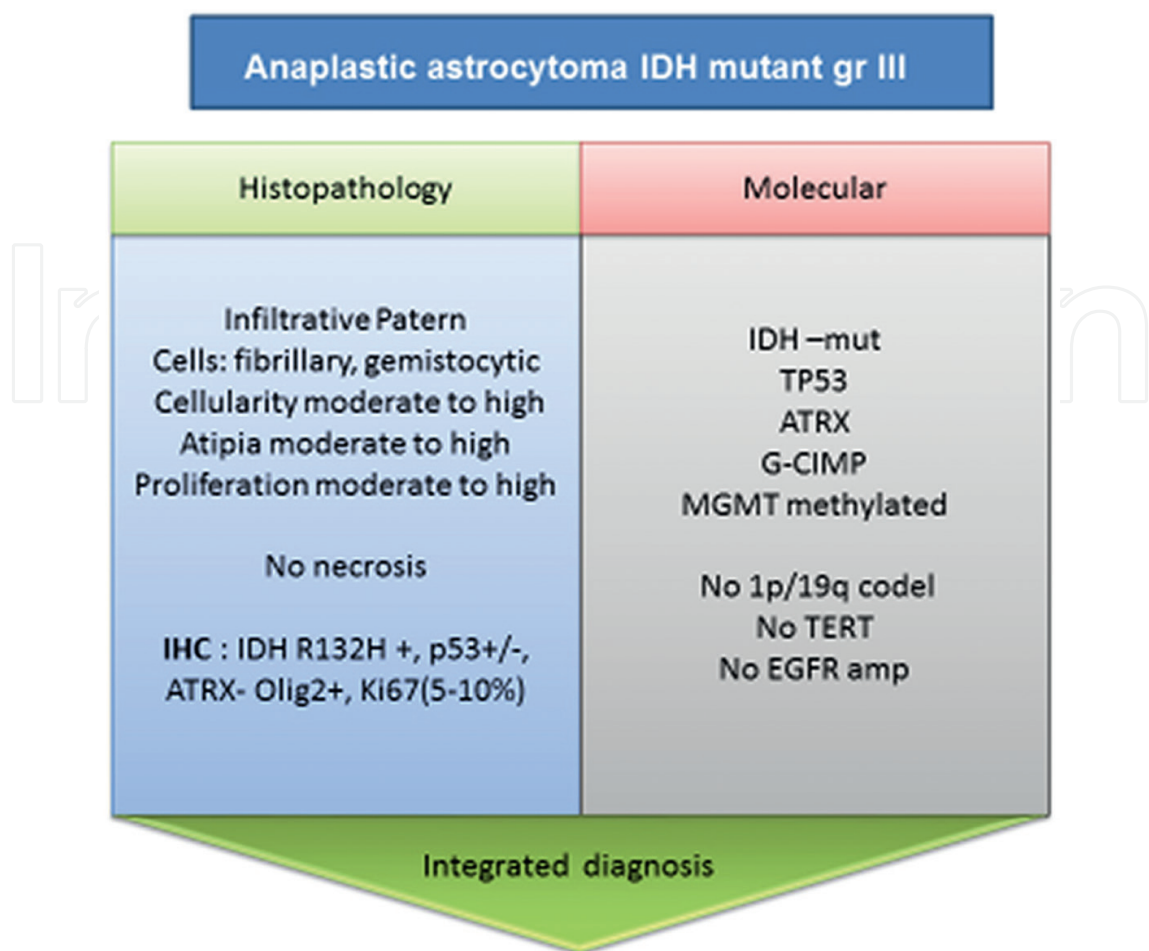 Anaplastic astrocytoma IDH mutant gr III
Histopathology
Molecular
Infiltrative Patern
Cells: fibrillary, gemistocytic
Cellularity moderate to high
Atipia moderate to high
Proliferation moderate to high
No necrosis
IHC : IDH R132H +, p53+/-,
ATRX- Olig2+, Ki67(5-10%)
IDH –mut
TP53
ATRX
G-CIMP
MGMT methylated
No 1p/19q codel
No TERT
No EGFR amp
Integrated diagnosis